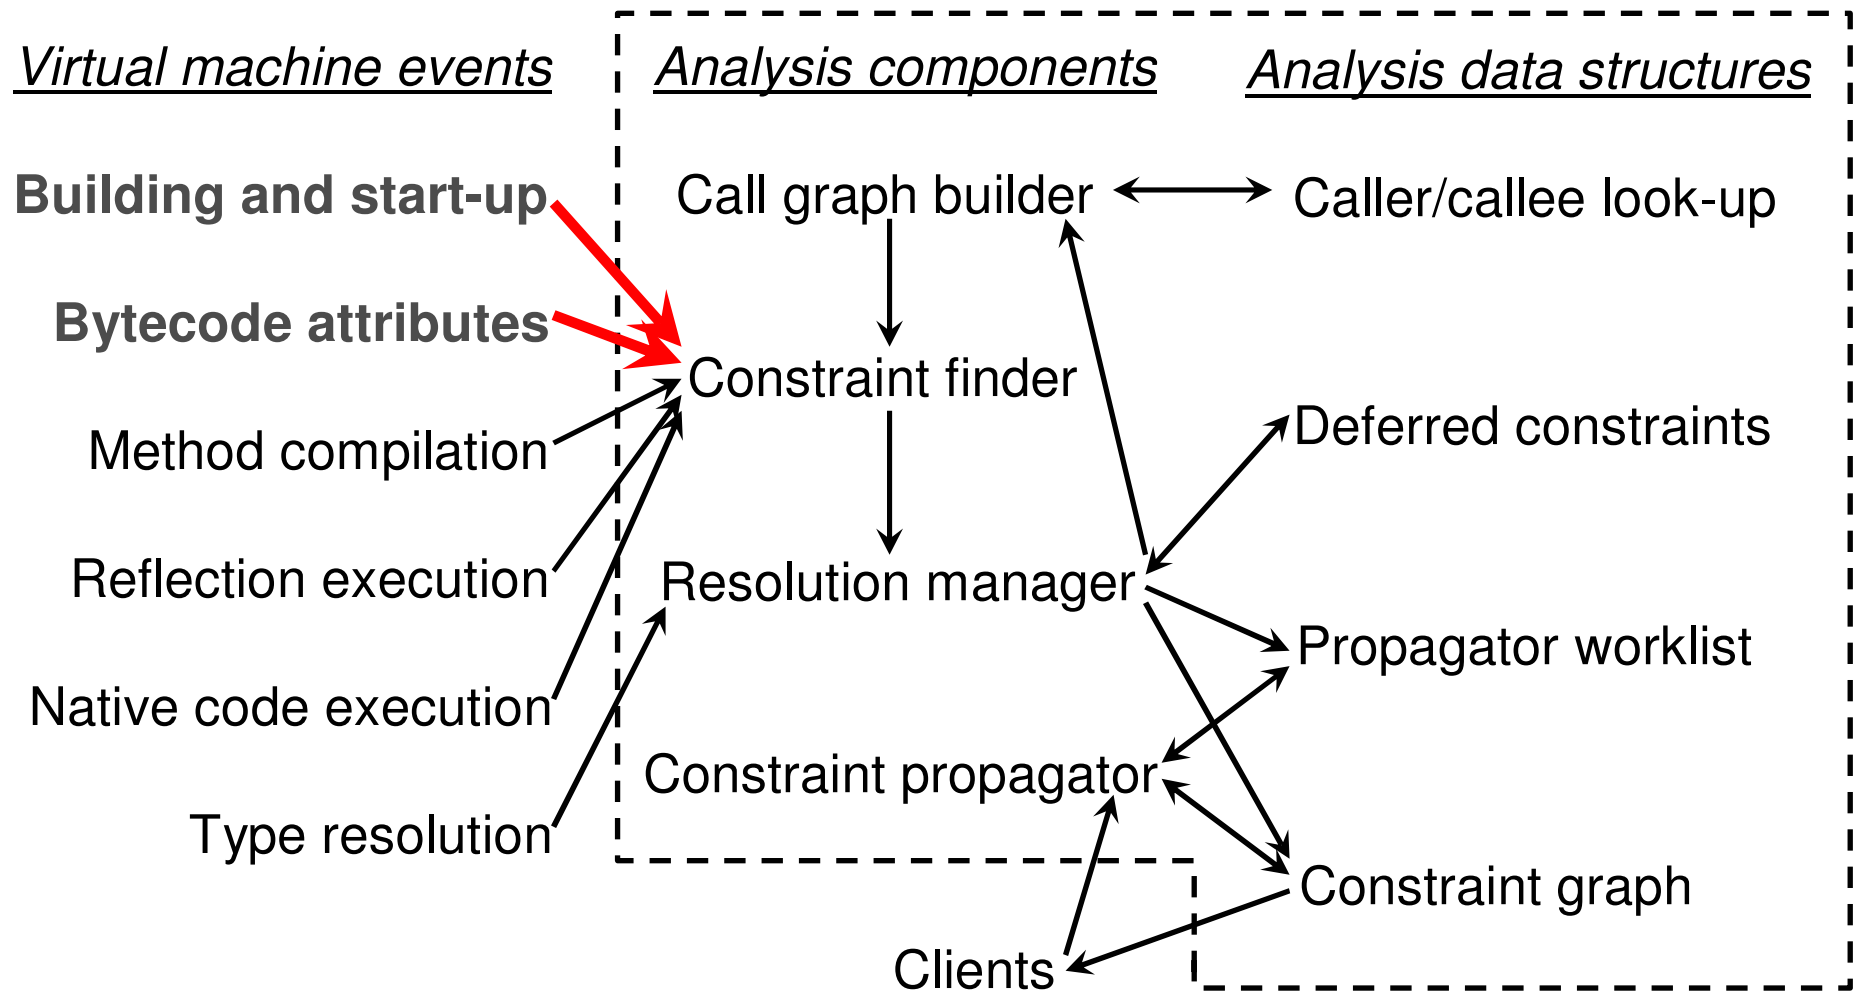 Virtual machine events
Analysis components
Analysis data structures
Building and start-up
Call graph builder
Caller/callee look-up
Bytecode attributes
Constraint finder
Method compilation
Deferred constraints
Reflection execution
Resolution manager
Propagator worklist
Native code execution
Constraint propagator
Type resolution
Constraint graph
Clients